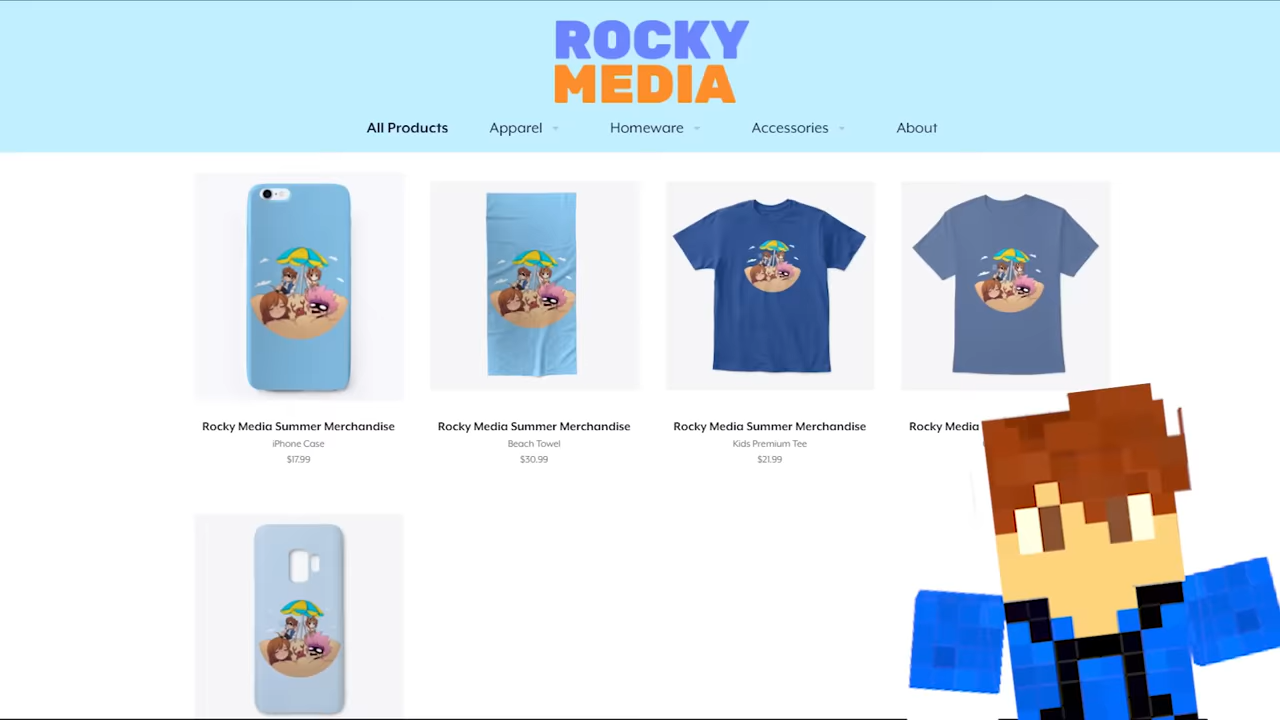 ROCKY
MEDIA
All Products Apparel Homeware Accessories About
Rocky Media Summer Merchandise
iPhone Case
$17.99
Rocky Media Summer Merchandise
Beach Towel
$30.99
Rocky Media Summer Merchandise
Kids Premium Tee
$21.99
Rocky Media